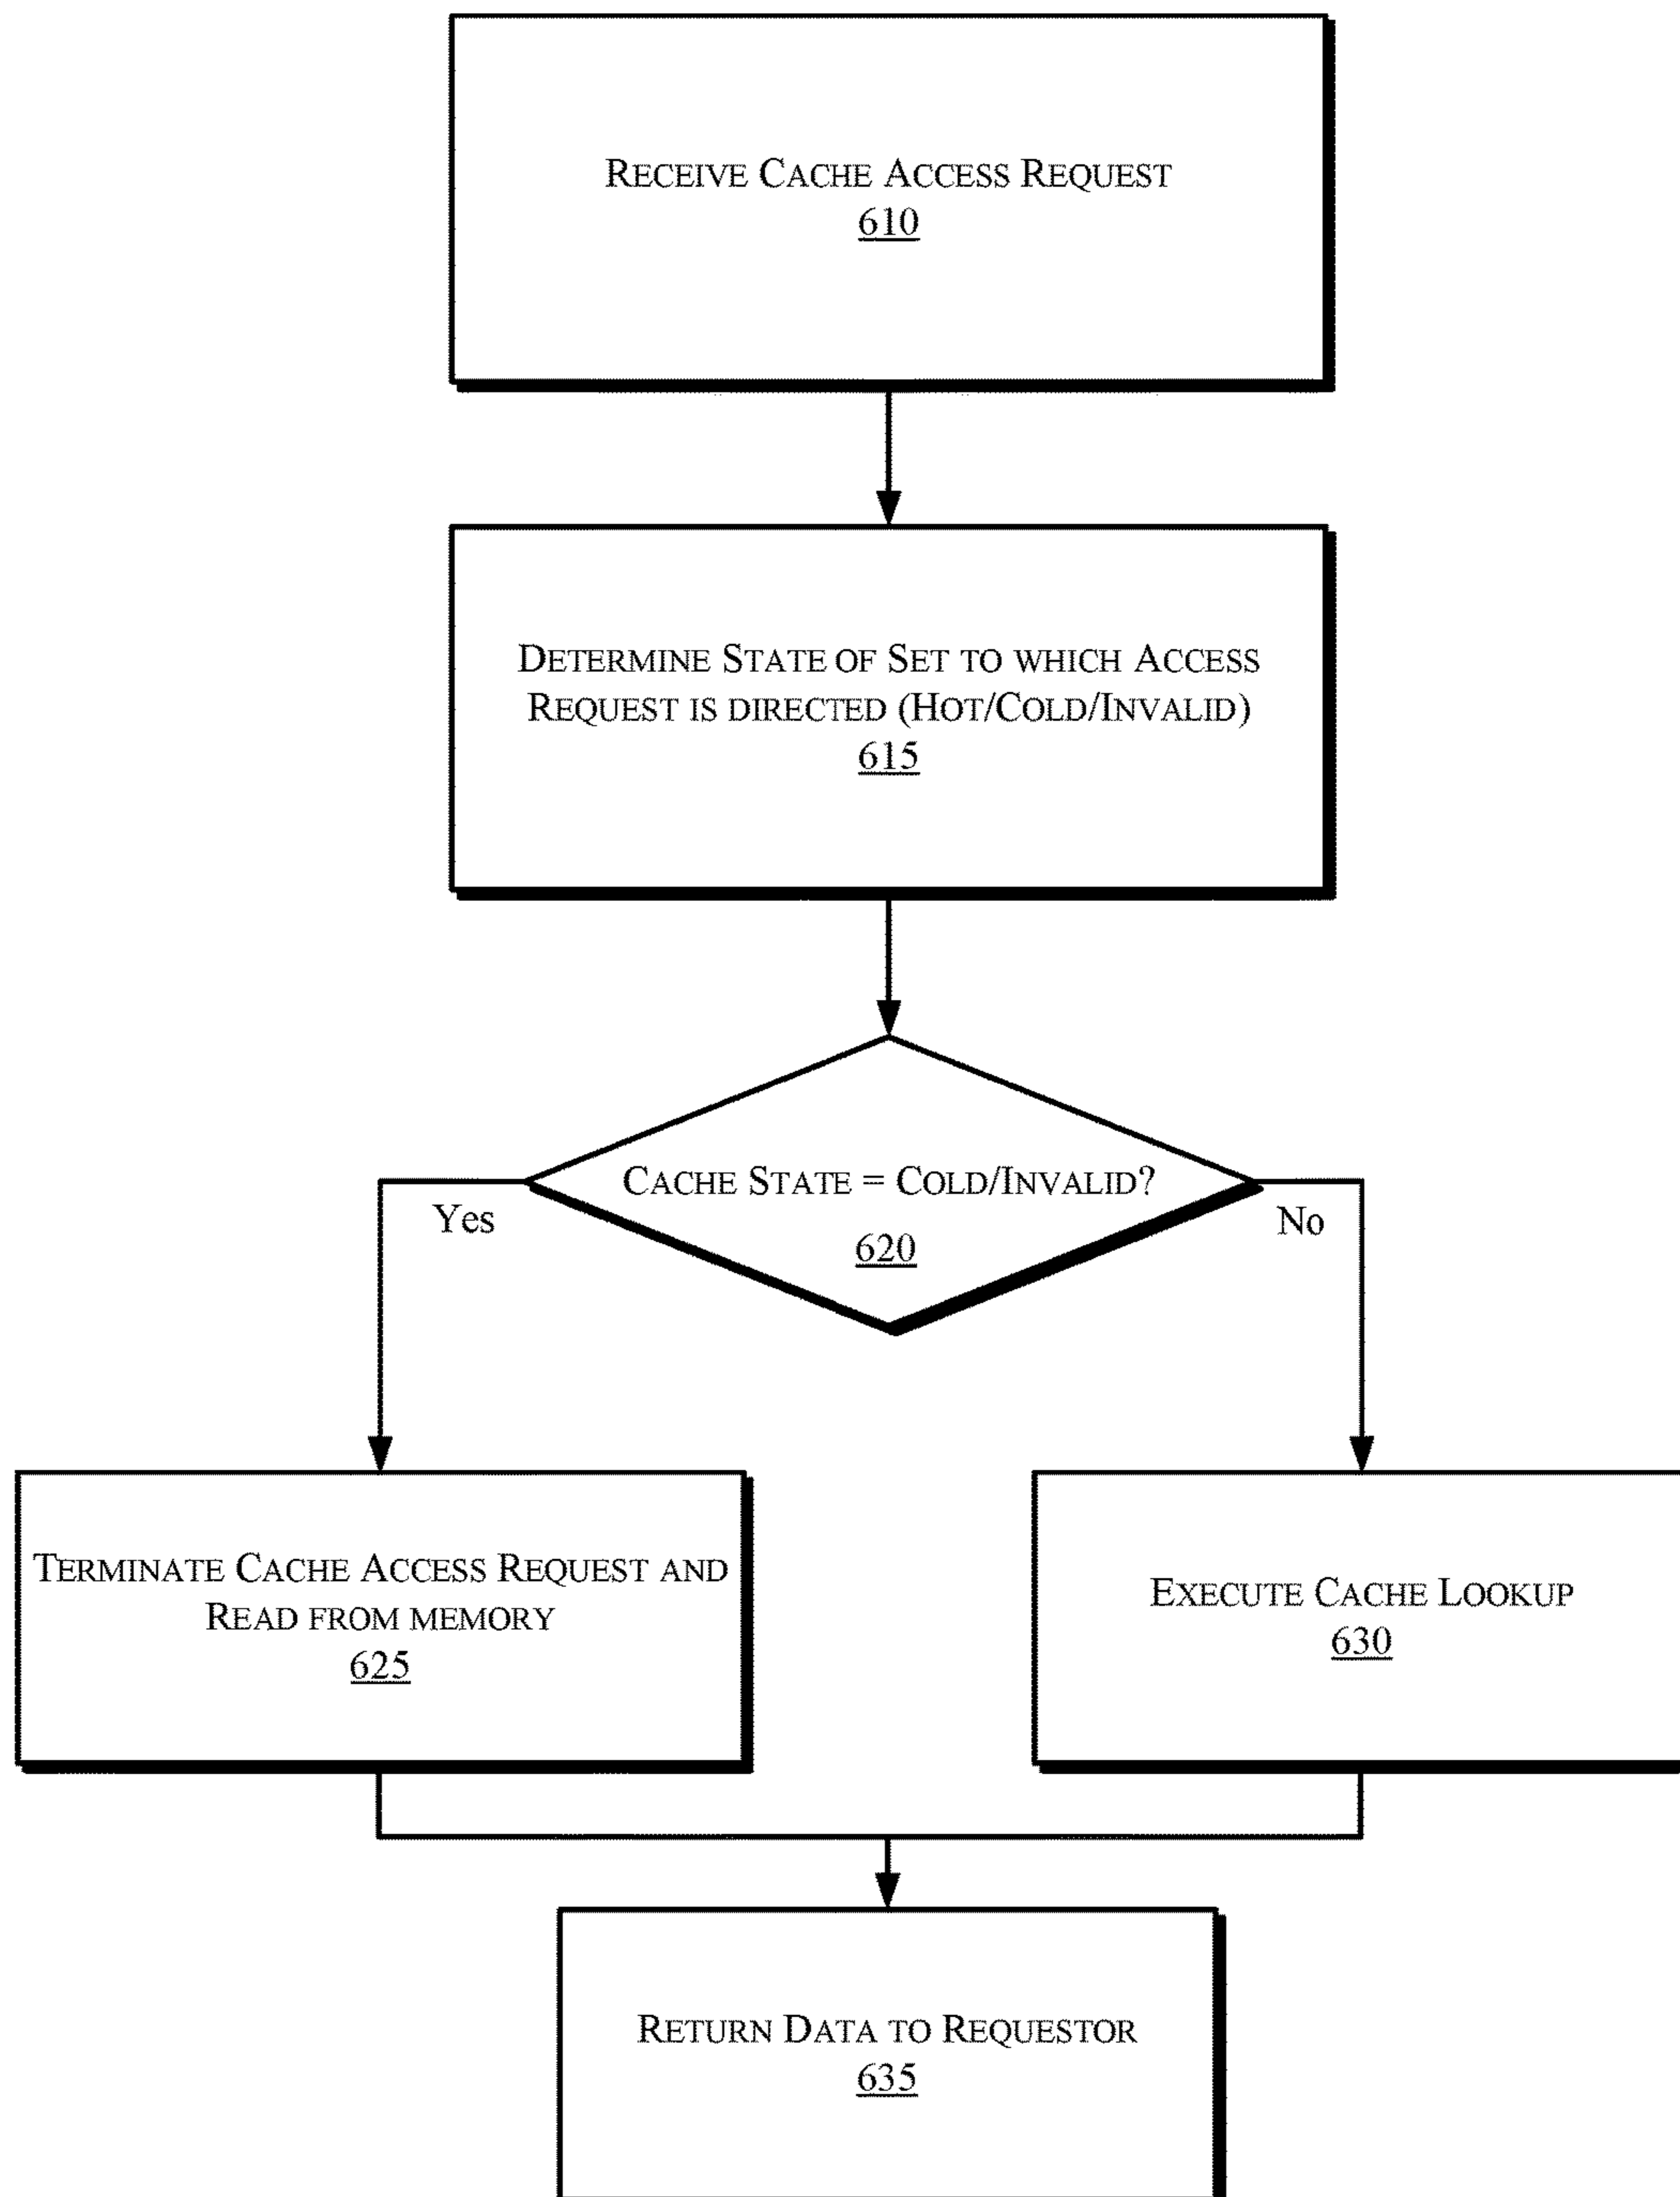 Receive Cache Access Request
610
Determine State of Set to which Access
Request is directed (Hot/Cold/Invalid)
615
Cache State = Cold/Invalid?
620
Yes
No
Terminate Cache Access Request and
Read from memory
625
Execute Cache Lookup
630
Return Data to Requestor
635